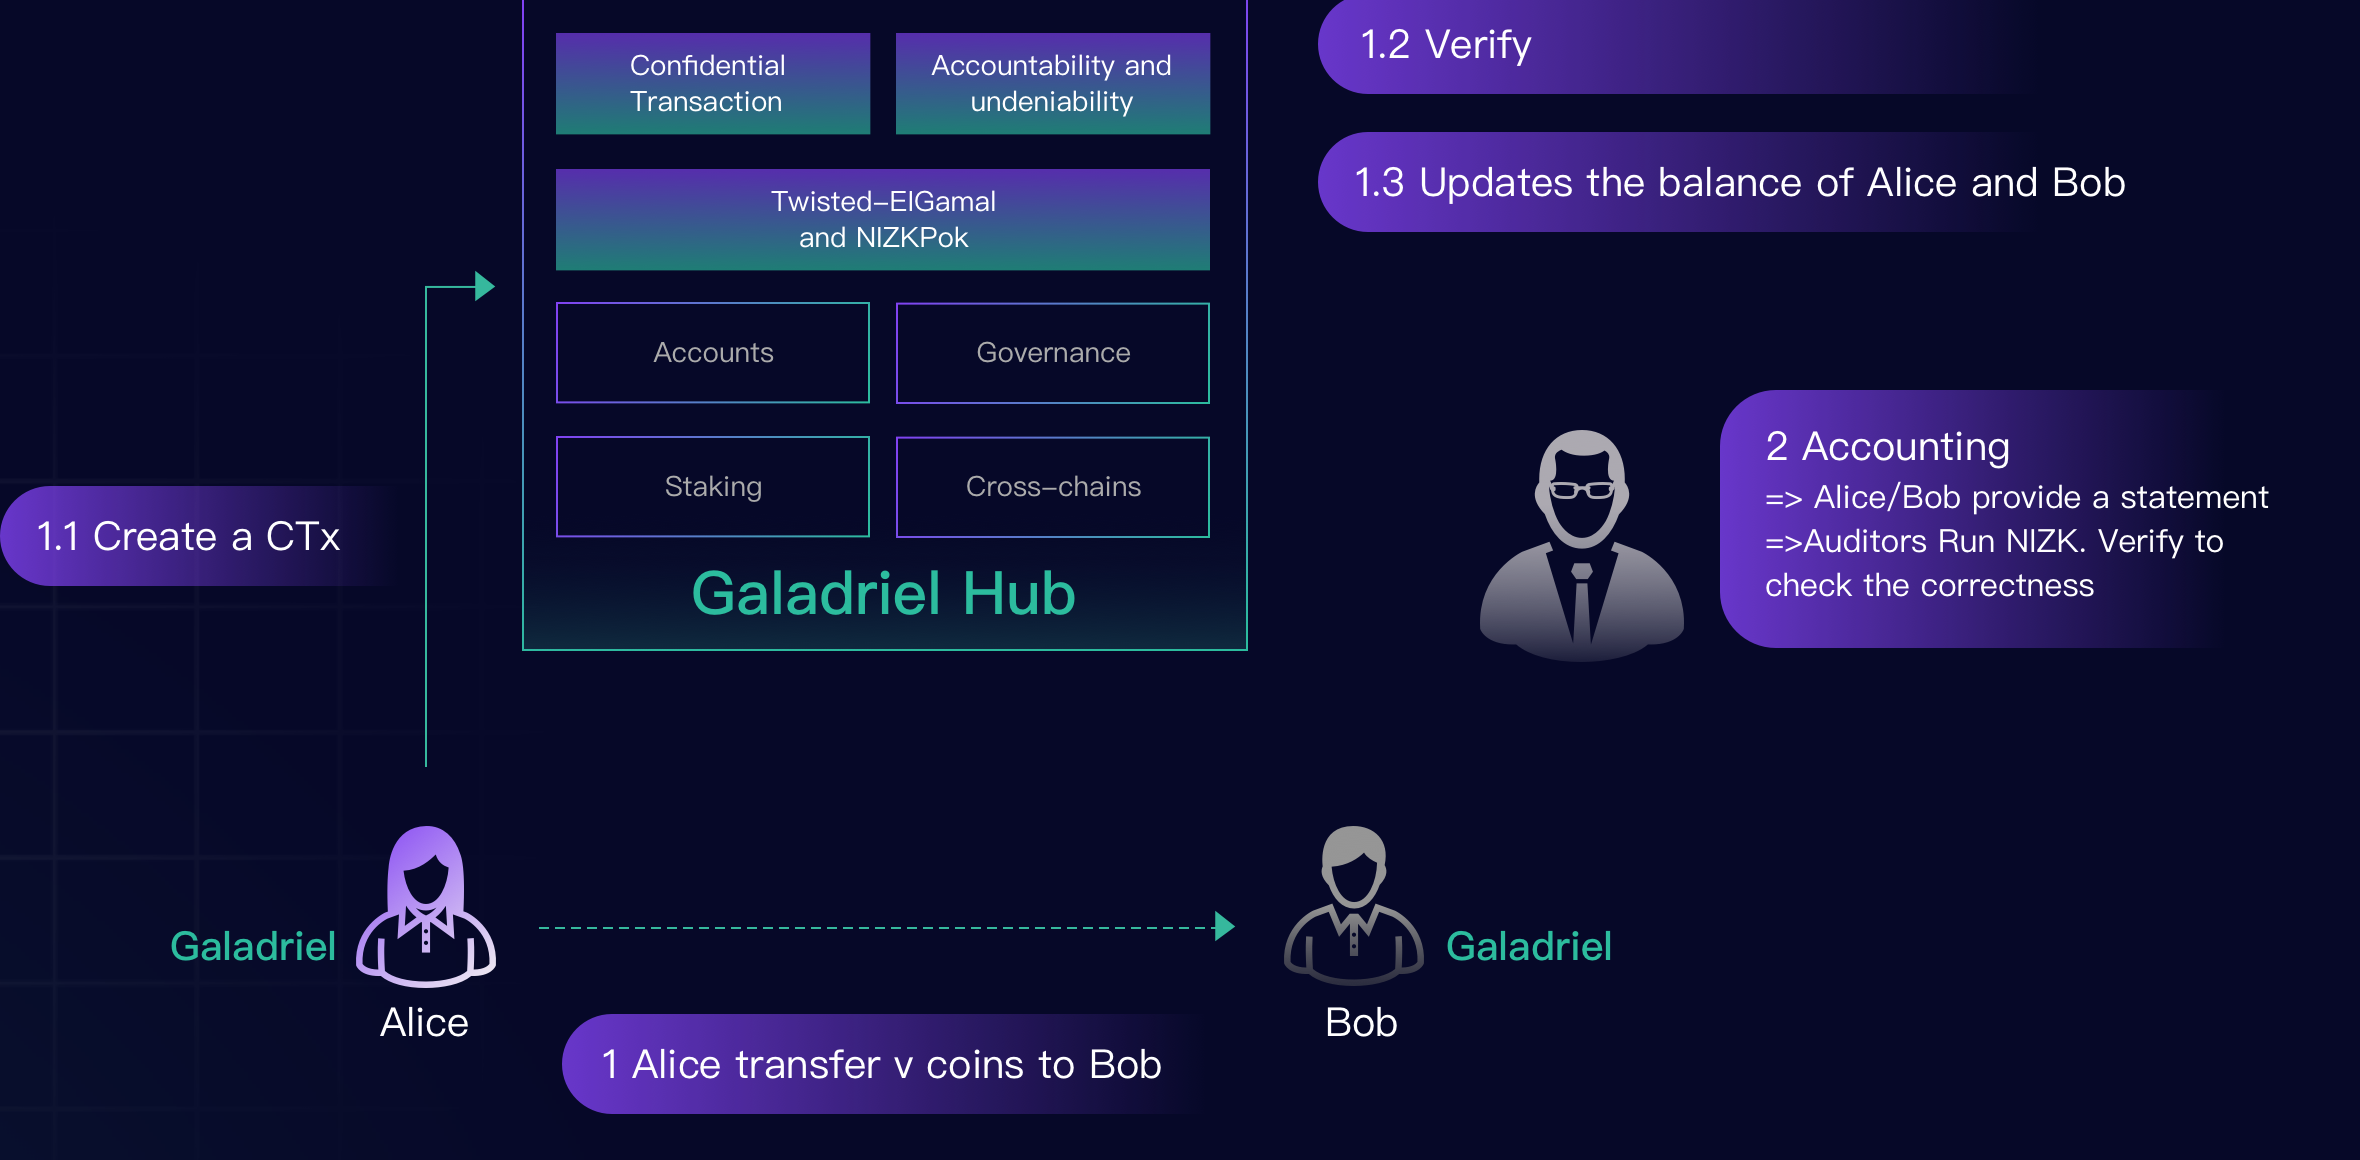 Confidential
Transaction
Accountability and
undeniability
Twisted-ElGamal
and NIZKPok
Accounts
Governance
Staking
Cross-chains
Galadriel Hub
1.2 Verify
1.3 Updates the balance of Alice and Bob
1.1 Create a CTx
2 Accounting
=> Alice/Bob provide a statement
=>Auditors Run NIZK. Verify to
check the correctness
Galadriel
Alice
Galadriel
Bob
1 Alice transfer v coins to Bob